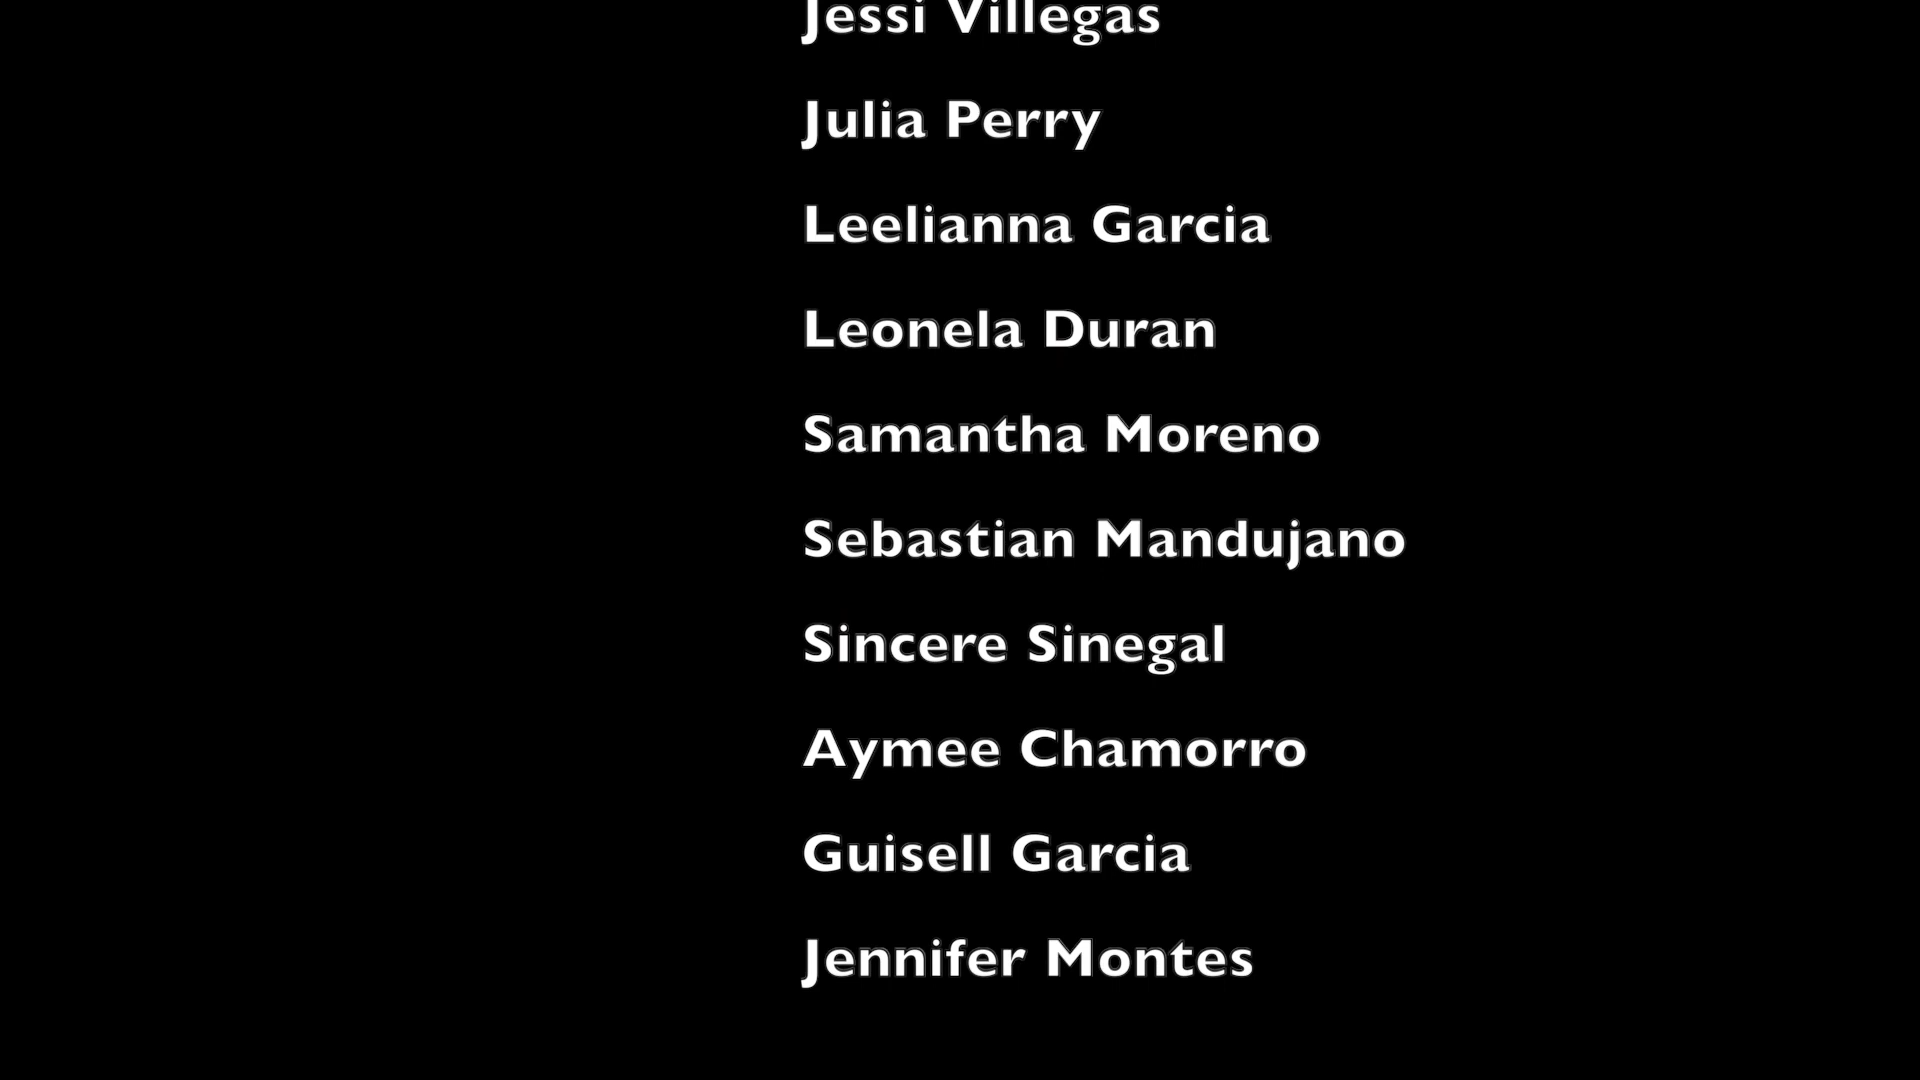 Jessi Villegas
Julia Perry
Leelianna Garcia
Leonela Duran
Samantha Moreno
Sebastian Mandujano
Sincere Sinegal
Aymee Chamorro
Guisell Garcia
Jennifer Montes